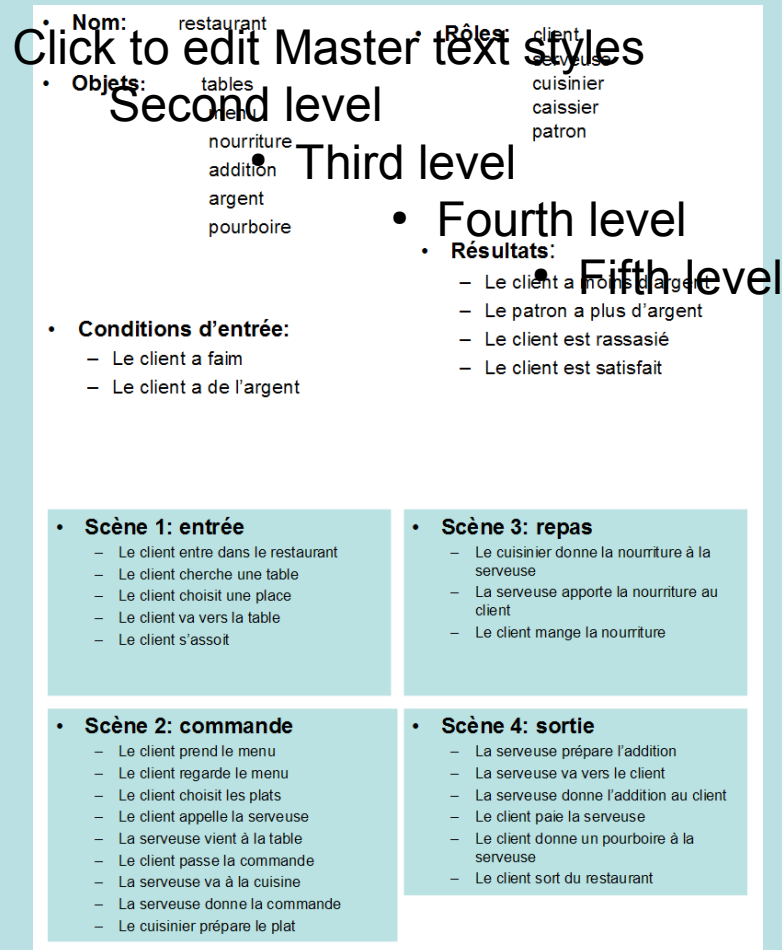 • Nom: restaurant
• Rôles: client
serveuse
cuisinier
caissier
patron
Click to edit Master text styles
• Objets: tables
menu
nourriture
addition
argent
pourboire
Second level
• Third level
• Fourth level
• Fifth level
• Résultats:
– Le client a moins d'argent
– Le patron a plus d'argent
– Le client est rassasié
– Le client est satisfait
• Conditions d'entrée:
– Le client a faim
– Le client a de l'argent
• Scène 1: entrée
– Le client entre dans le restaurant
– Le client cherche une table
– Le client choisit une place
– Le client va vers la table
– Le client s'assoit
• Scène 3: repas
– Le cuisinier donne la nourriture à la
serveuse
– La serveuse apporte la nourriture au
client
– Le client mange la nourriture
• Scène 2: commande
– Le client prend le menu
– Le client regarde le menu
– Le client choisit les plats
– Le client appelle la serveuse
– La serveuse vient à la table
– Le client passe la commande
– La serveuse va à la cuisine
– La serveuse donne la commande
– Le cuisinier prépare le plat
• Scène 4: sortie
– La serveuse prépare l'addition
– La serveuse va vers le client
– La serveuse donne l'addition au client
– Le client paie la serveuse
– Le client donne un pourboire à la
serveuse
– Le client sort du restaurant